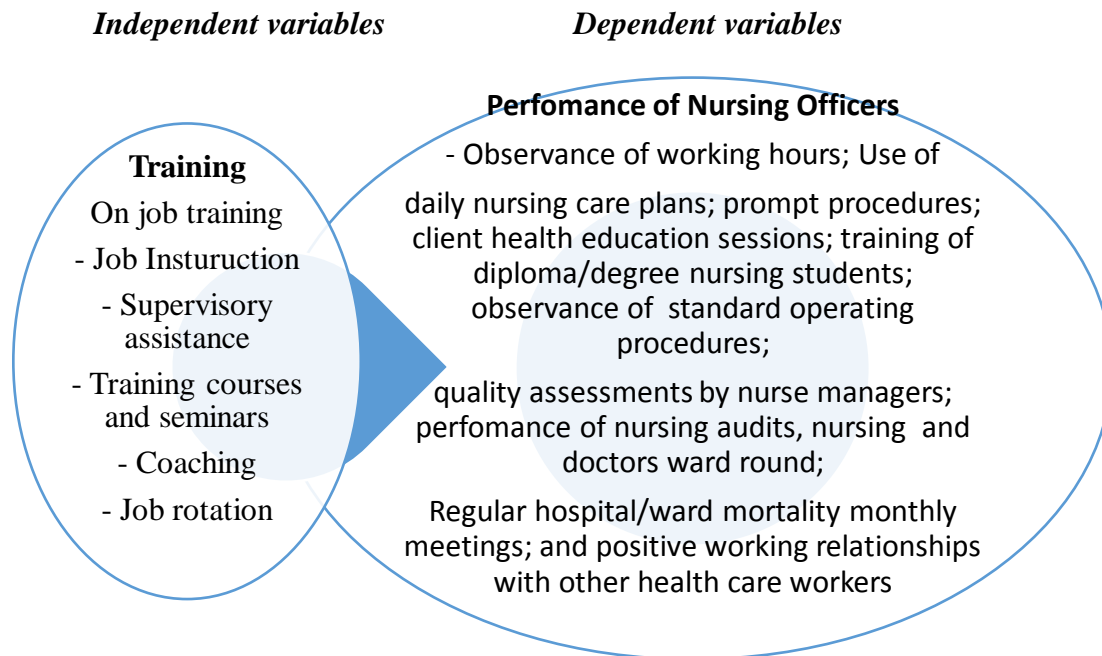 Independent variables
Dependent variables
Training
On job training
- Job Insturuction
- Supervisory
assistance
- Training courses
and seminars
- Coaching
- Job rotation
Perfomance of Nursing Officers
- Observance of working hours; Use of
daily nursing care plans; prompt procedures;
client health education sessions; training of
diploma/degree nursing students;
observance of standard operating
procedures;
quality assessments by nurse managers;
perfomance of nursing audits, nursing and
doctors ward round;
Regular hospital/ward mortality monthly
meetings; and positive working relationships
with other health care workers